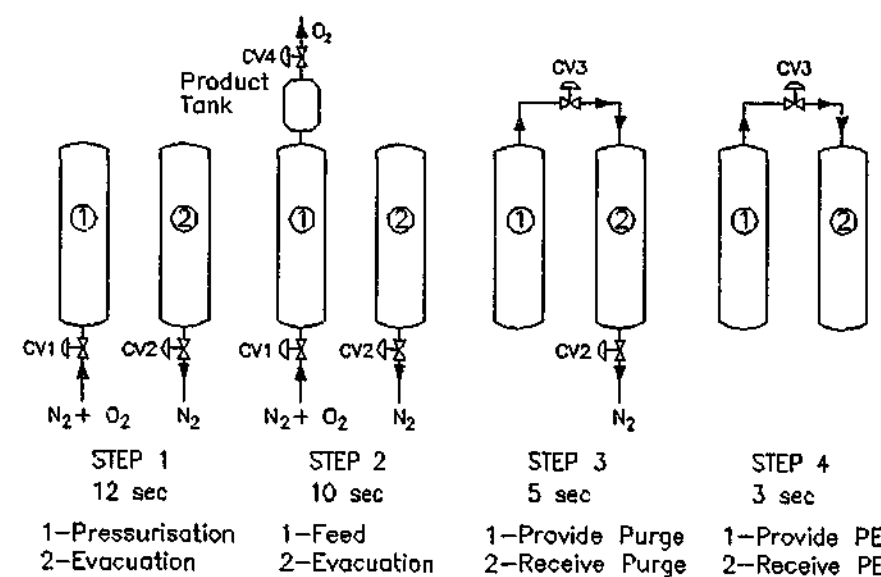 O₂
CV4
Product
Tank
CV3
CV3
1
2
1
2
1
2
1
2
CV1
CV2
CV1
CV2
CV2
N₂+ O₂
N₂
N₂+ O₂
N₂
N₂
STEP 1
12 sec
1-Pressurisation
2-Evacuation
STEP 2
10 sec
1-Feed
2-Evacuation
STEP 3
5 sec
1-Provide Purge
2-Receive Purge
STEP 4
3 sec
1-Provide PE
2-Receive PE